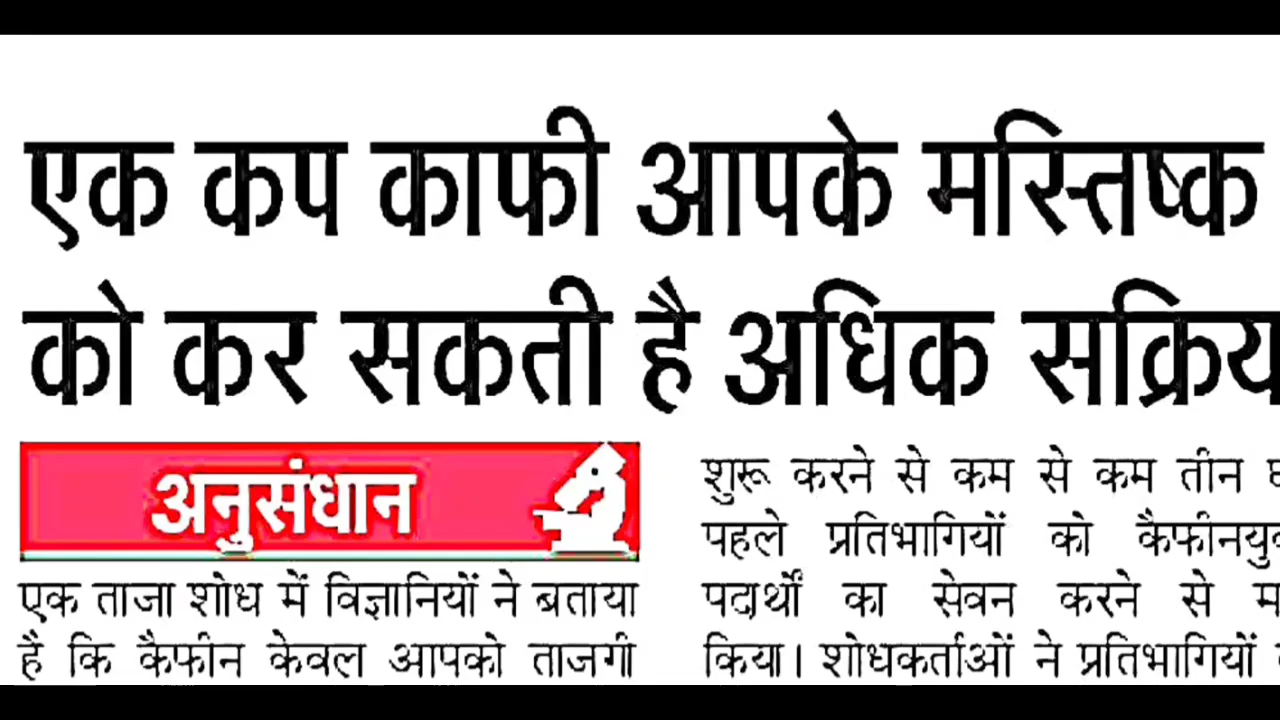 एक कप काफी आपके मस्तिष्क
को कर सकती है अधिक सक्रिय
अनुसंधान
एक ताजा शोध में विज्ञानियों ने बताया
है कि कैफीन केवल आपको ताजगी
शुरू करने से कम से कम तीन
पहले प्रतिभागियों को
पदार्थों का सेवन करने से
किया। शोधकर्ताओं ने प्रतिभागियों